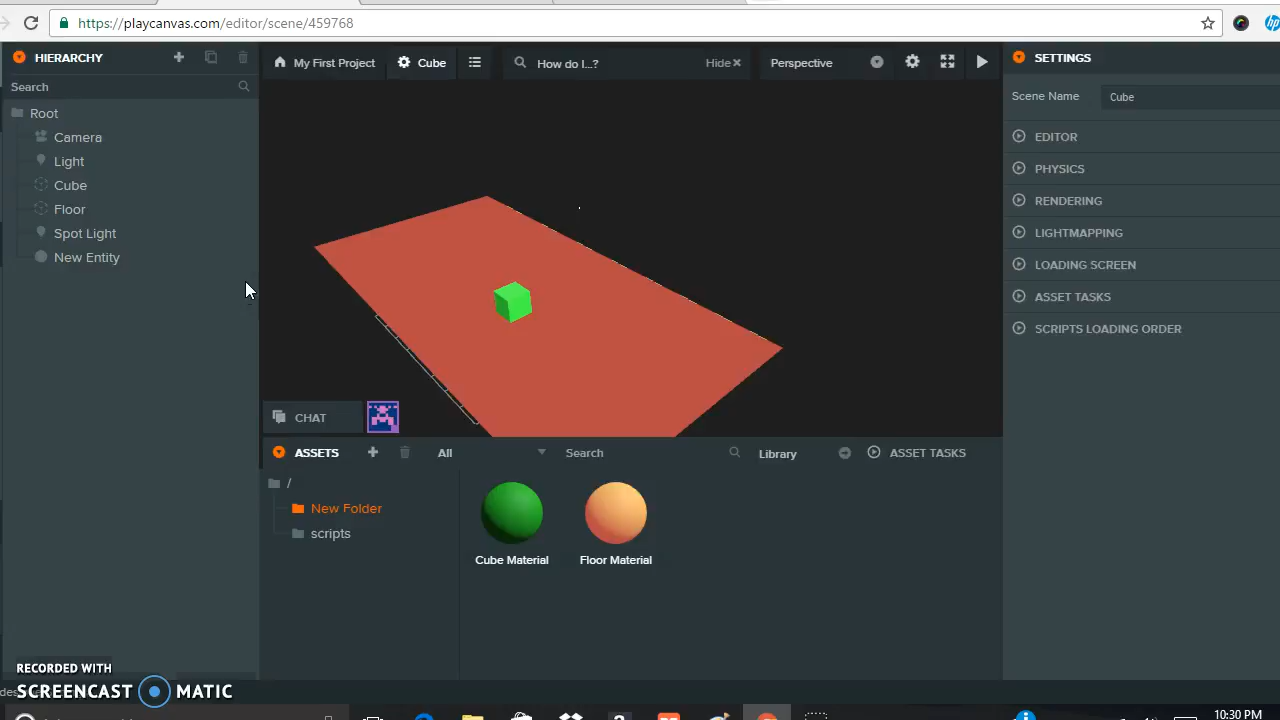 https://playcanvas.com/editor/scene/459768
HIERARCHY
Search
Root
Camera
Light
Cube
Floor
Spot Light
New Entity
My First Project
Cube
How do I...?
Hide
Perspective
SETTINGS
Scene Name
Cube
EDITOR
PHYSICS
RENDERING
LIGHTMAPPING
LOADING SCREEN
ASSET TASKS
SCRIPTS LOADING ORDER
CHAT
ASSETS
All
Search
Library
ASSET TASKS
/
New Folder
scripts
Cube Material
Floor Material
RECORDED WITH
SCREENCAST MATIC
10:30 PM